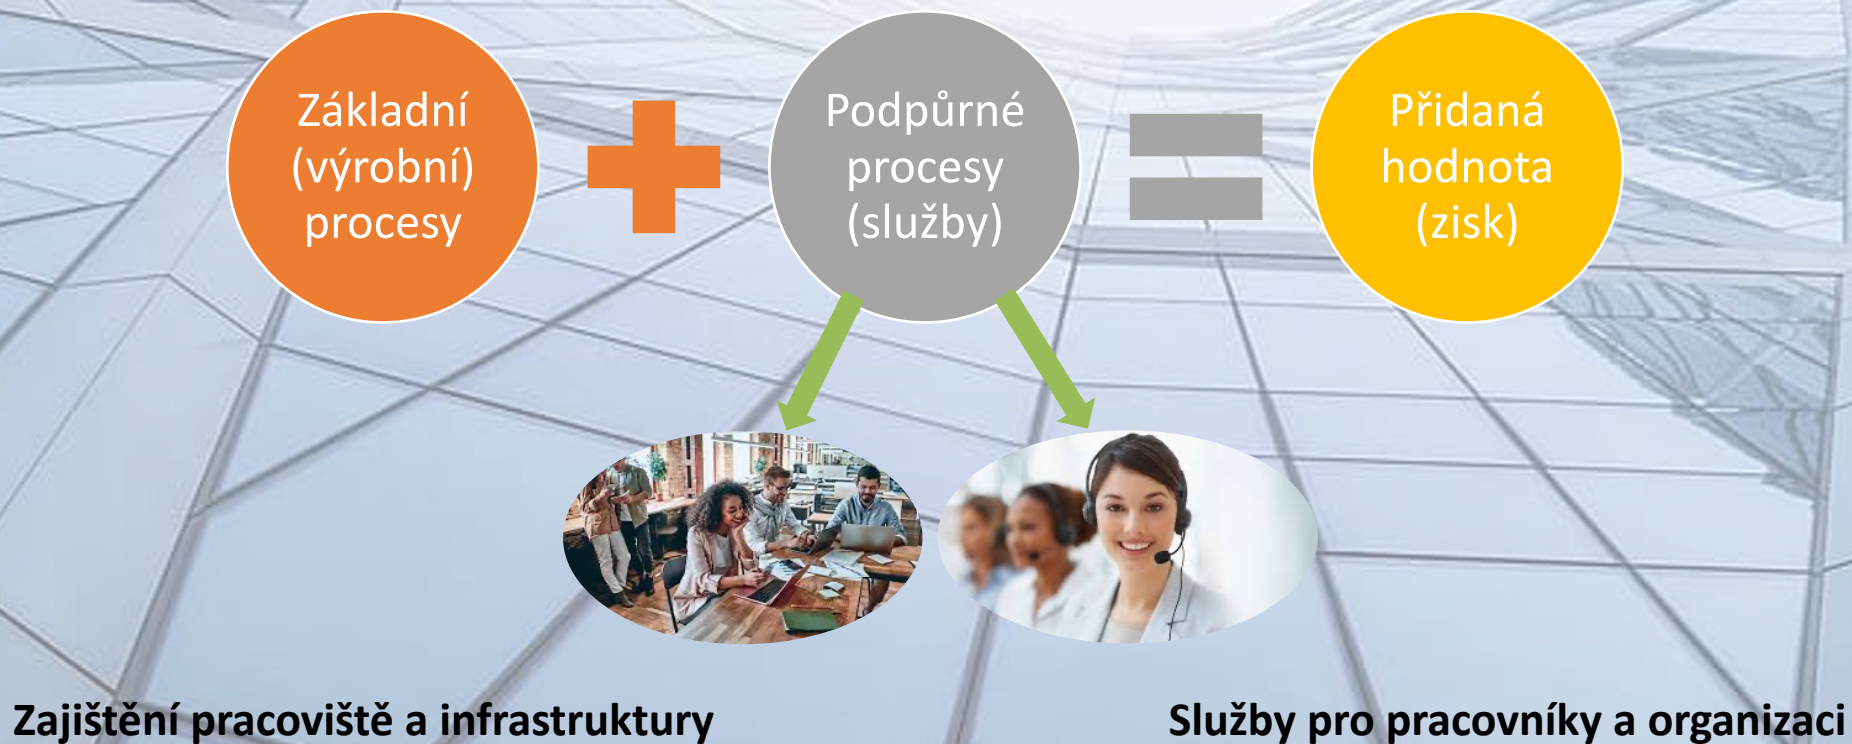 Základní
(výrobní)
procesy
Podpůrné
procesy
(služby)
Přidaná
hodnota
(zisk)
Zajištění pracoviště a infrastruktury
Služby pro pracovníky a organizaci